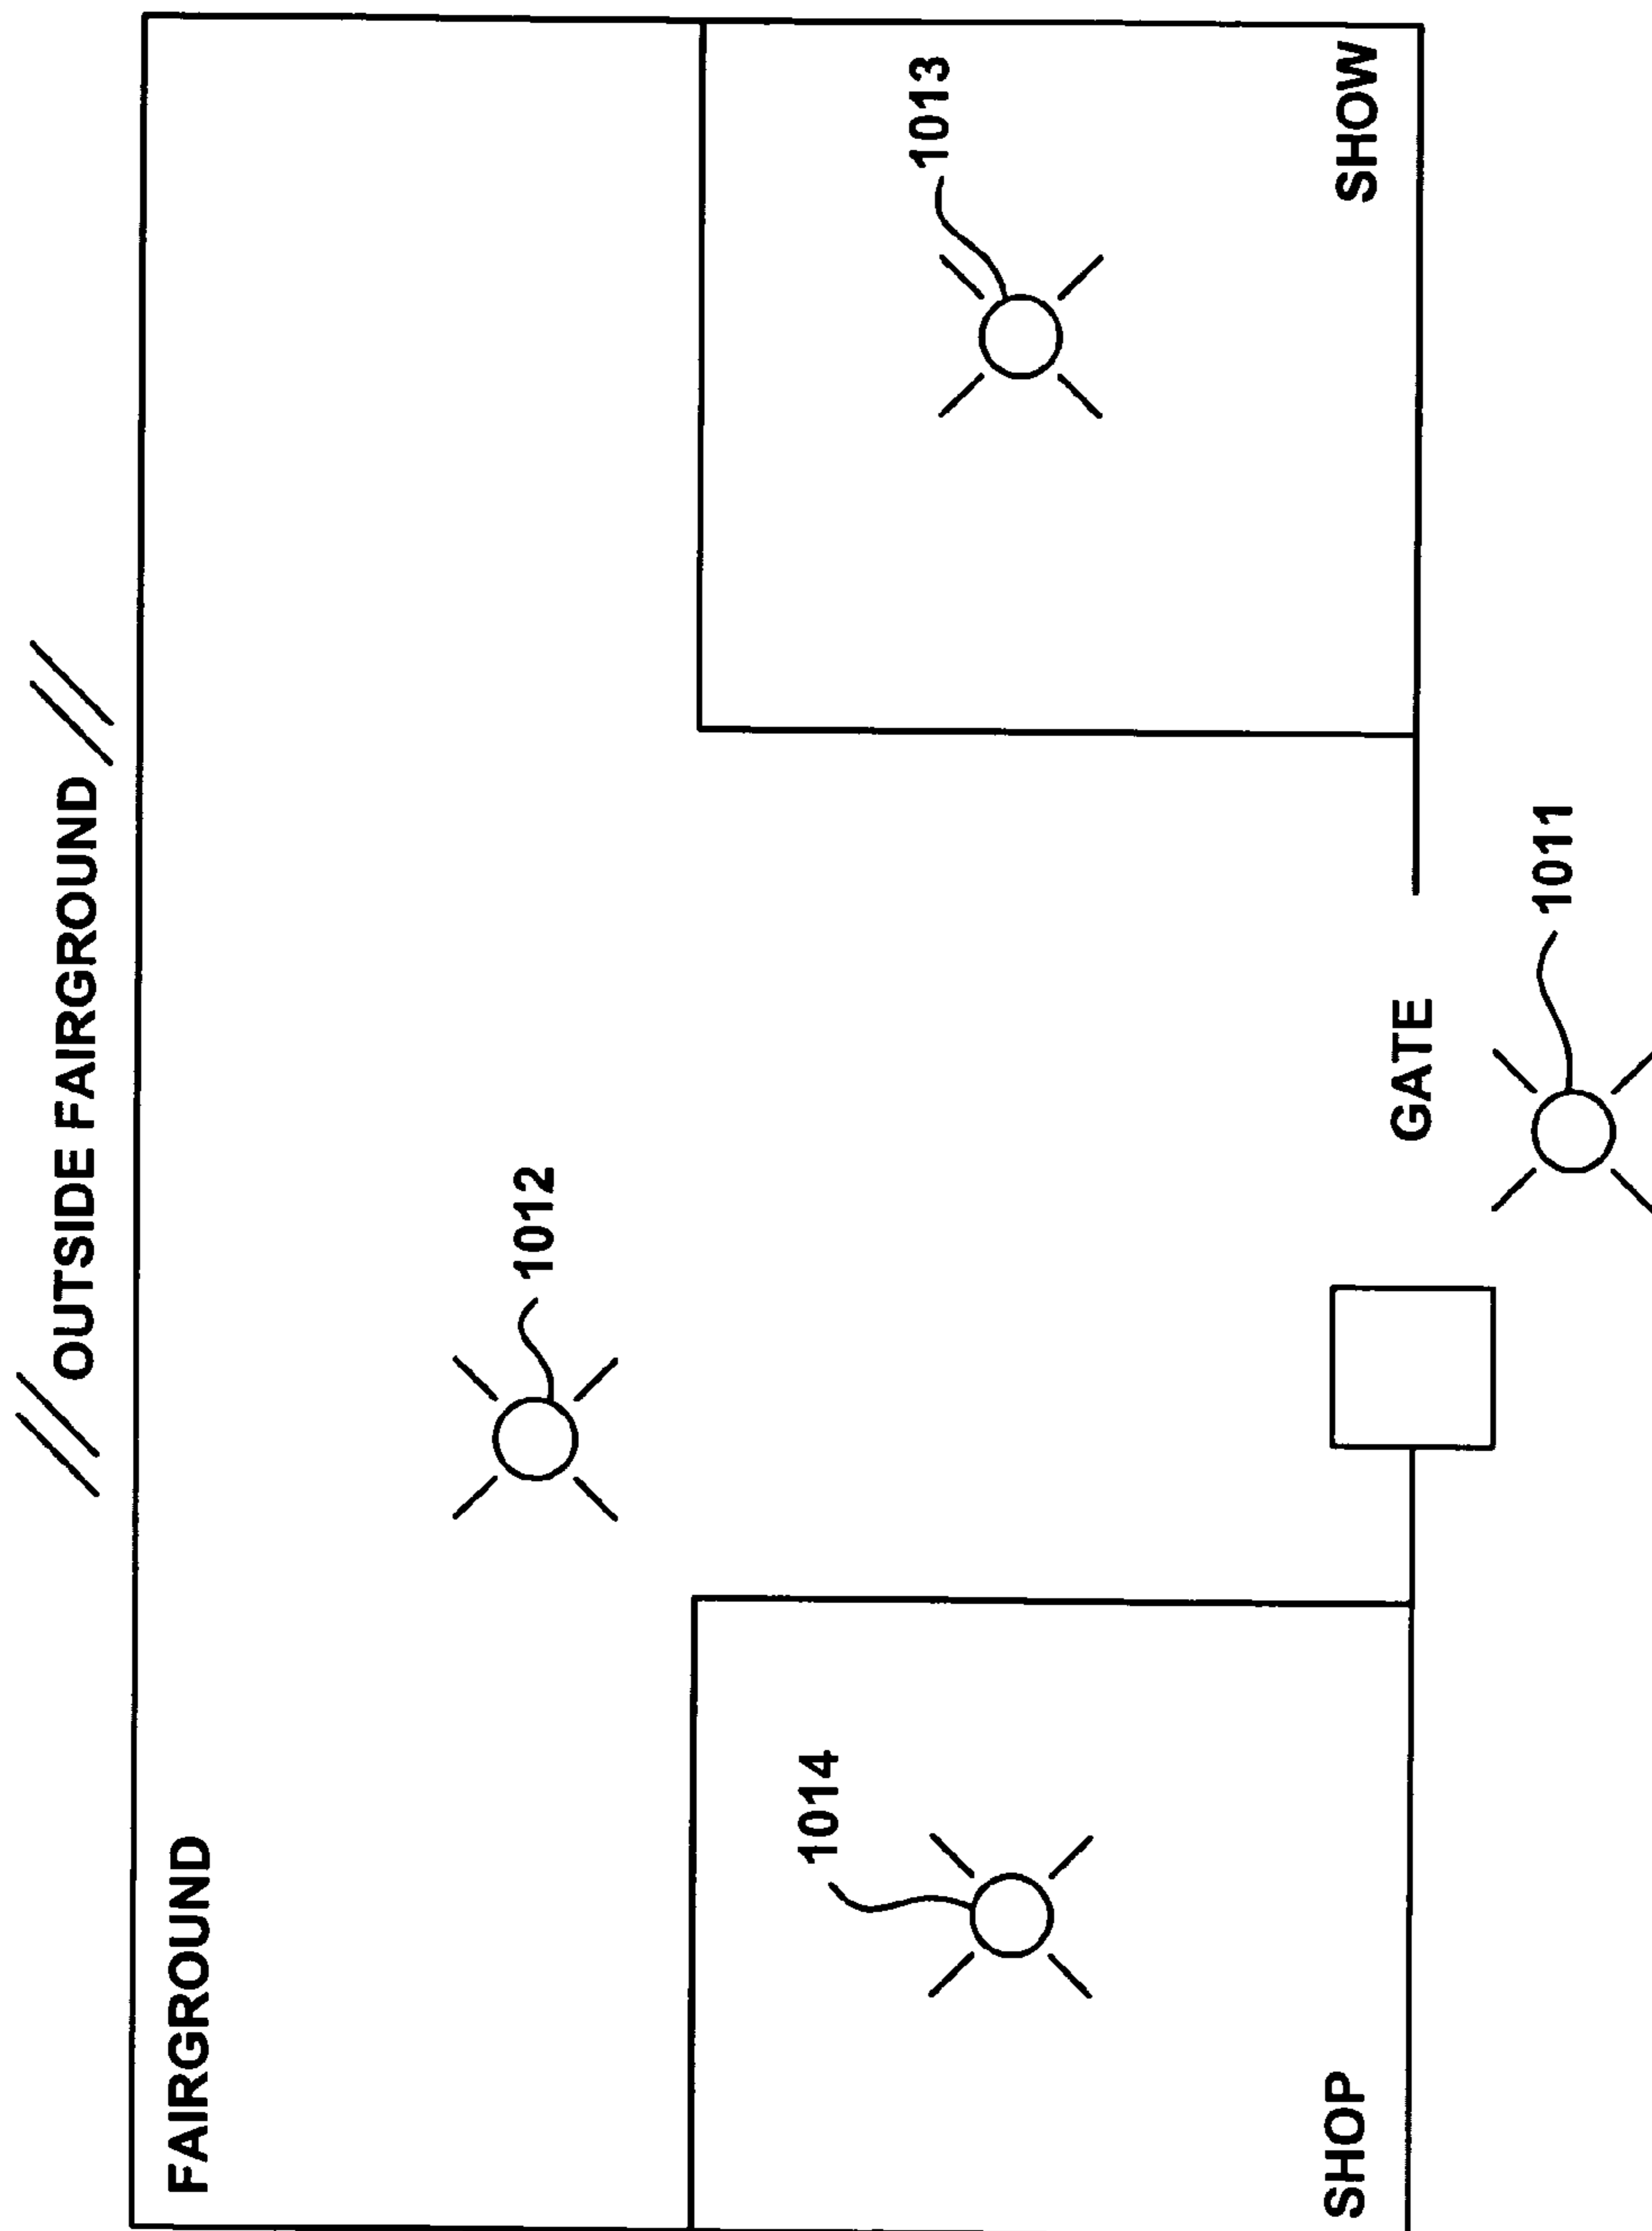 OUTSIDE FAIRGROUND
FAIRGROUND
1012
1014
1013
SHOP
SHOW
GATE
1011